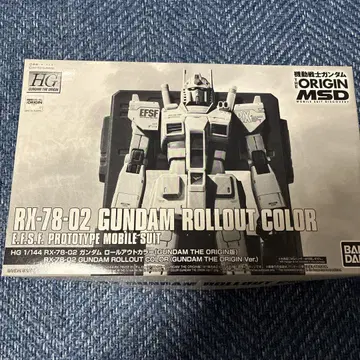 HG
機動戦士ガンダム
THE ORIGIN
MSD
MOBILE SUIT DISCOVERY
EFSF
RX-78-02 GUNDAM ROLLOUT COLOR
E.F.S.F. PROTOTYPE MOBILE SUIT
HG 1/144 RX-78-02 ガンダム ロールアウトカラー(GUNDAM THE ORIGIN版)
RX-78-02 GUNDAM ROLLOUT COLOR (GUNDAM THE ORIGIN Ver.)
BANDAI